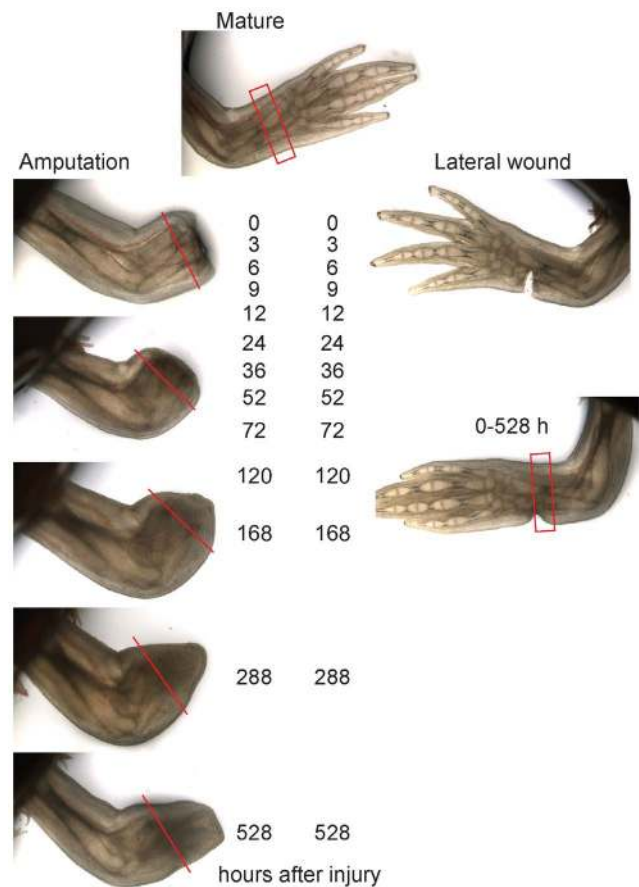 Mature
Amputation
Lateral wound
0 0
3 3
6 6
9 9
12 12
24 24
36 36
52 52
72 72
0-528 h
120 120
168 168
288 288
528 528
hours after injury